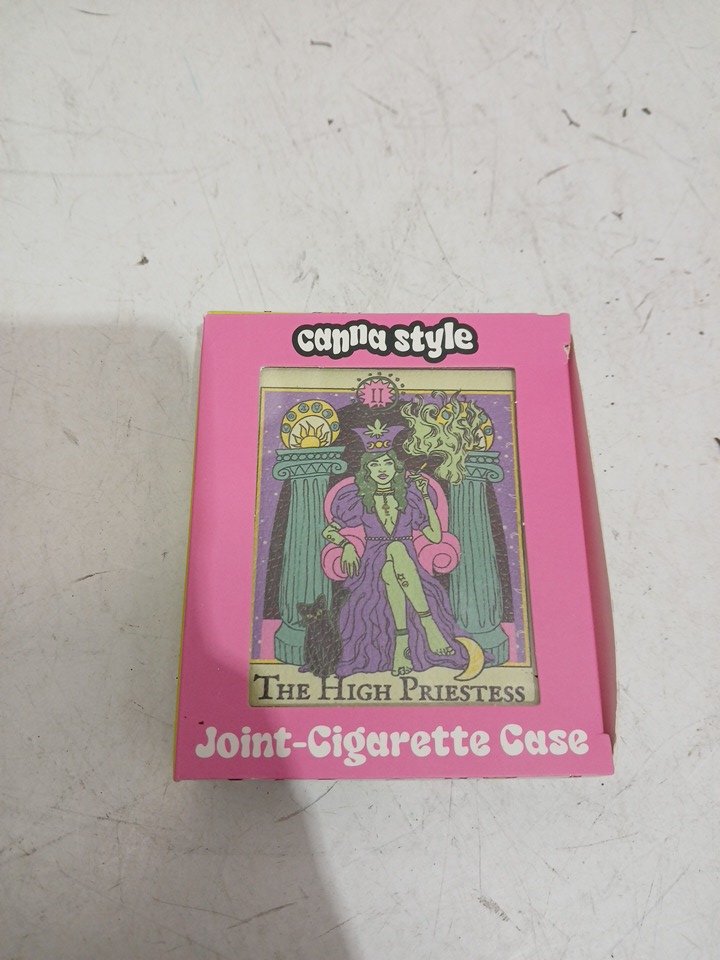 canna style
II
THE HIGH PRIESTESS
Joint-Cigarette Case